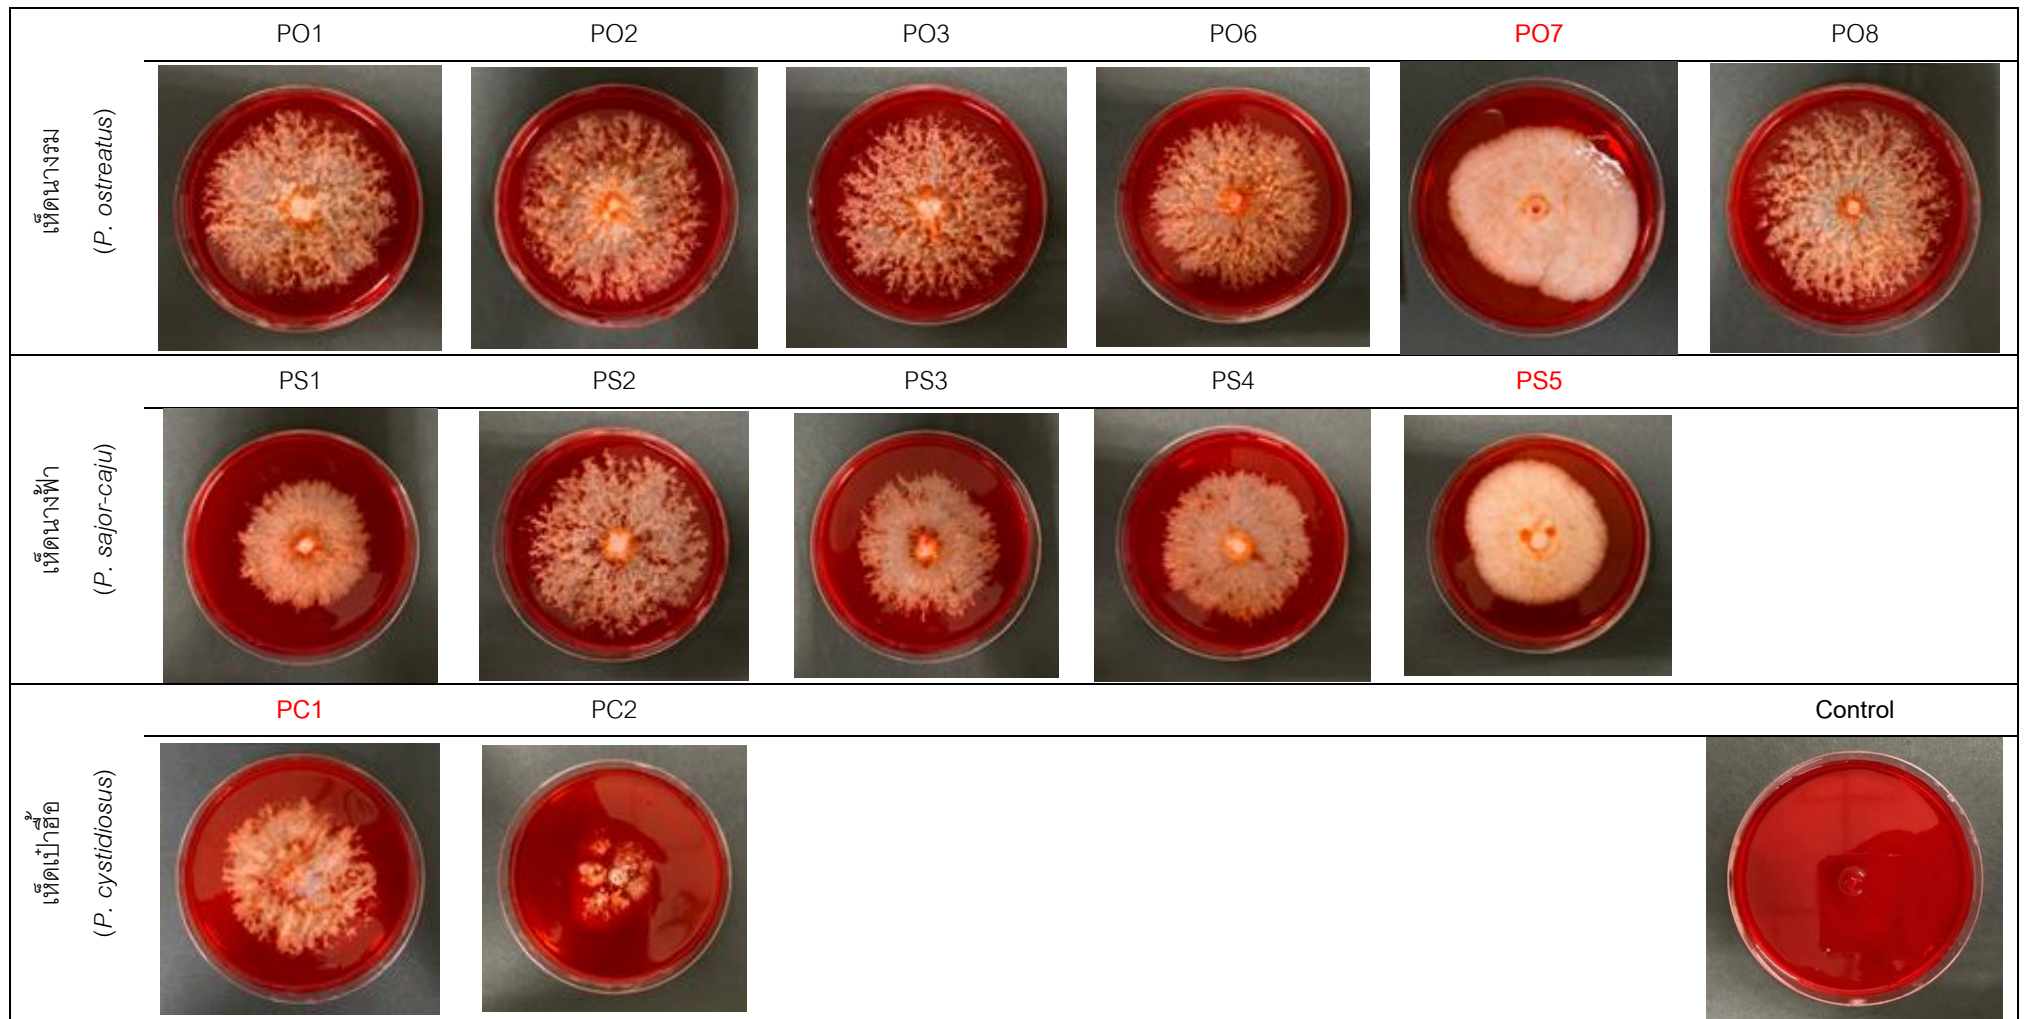 PO1 PO2 PO3 PO6 PO7 PO8
เห็ดนางรม
(P. ostreatus)
PS1 PS2 PS3 PS4 PS5
เห็ดนางฟ้า
(P. sajor-caju)
PC1 PC2 Control
เห็ดเป๋าฮื้อ
(P. cystidiosus)